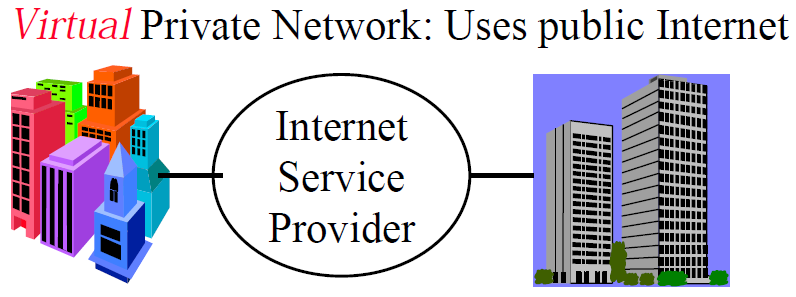 Virtual Private Network: Uses public Internet
Internet
Service
Provider